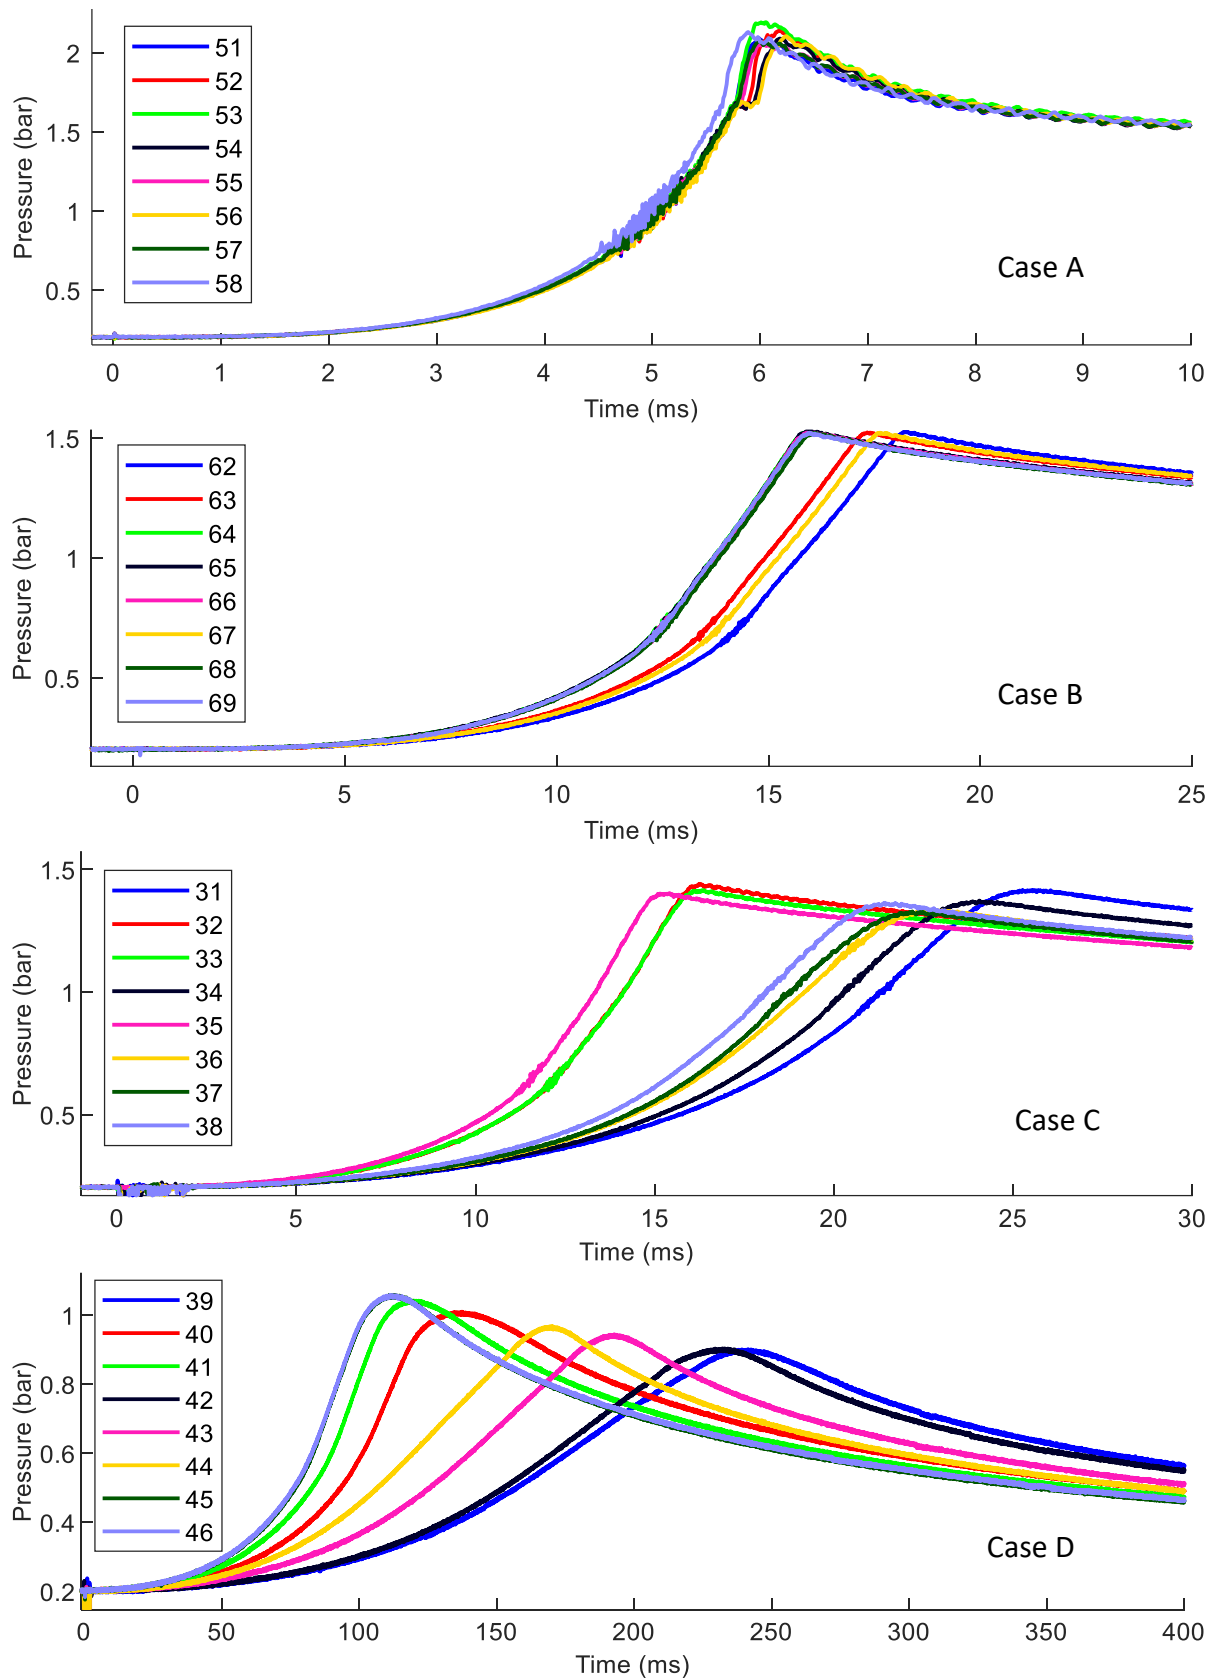 Pressure (bar)
2
1.5
1
0.5
51
52
53
54
55
56
57
58
Case A
0 1 2 3 4 5 6 7 8 9 10
Time (ms)
Pressure (bar)
1.5
1
0.5
62
63
64
65
66
67
68
69
Case B
0 5 10 15 20 25
Time (ms)
Pressure (bar)
1.5
1
0.5
31
32
33
34
35
36
37
38
Case C
0 5 10 15 20 25 30
Time (ms)
Pressure (bar)
1
0.8
0.6
0.4
0.2
39
40
41
42
43
44
45
46
Case D
0 50 100 150 200 250 300 350 400
Time (ms)